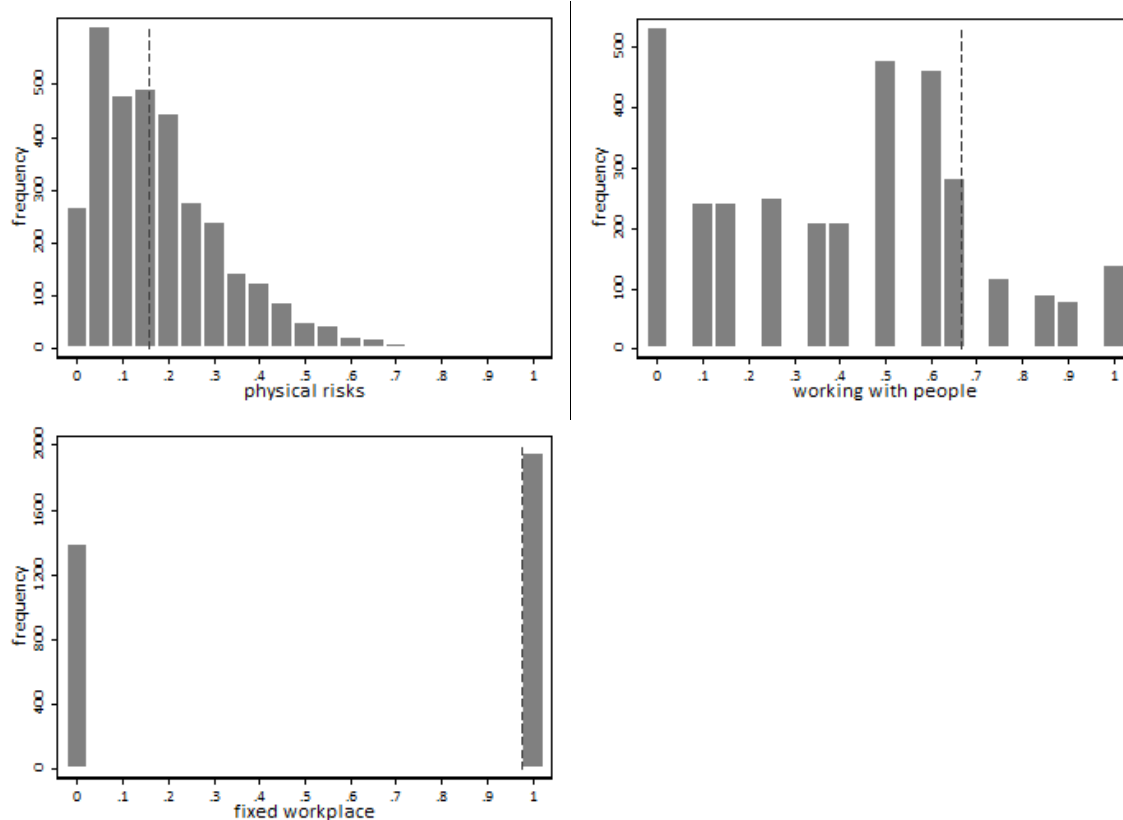 500
400
300
200
100
0
frequency
0 .1 .2 .3 .4 .5 .6 .7 .8 .9 1
physical risks
500
400
300
200
100
0
frequency
0 .1 .2 .3 .4 .5 .6 .7 .8 .9 1
working with people
2000
1600
1200
800
400
0
frequency
0 .1 .2 .3 .4 .5 .6 .7 .8 .9 1
fixed workplace